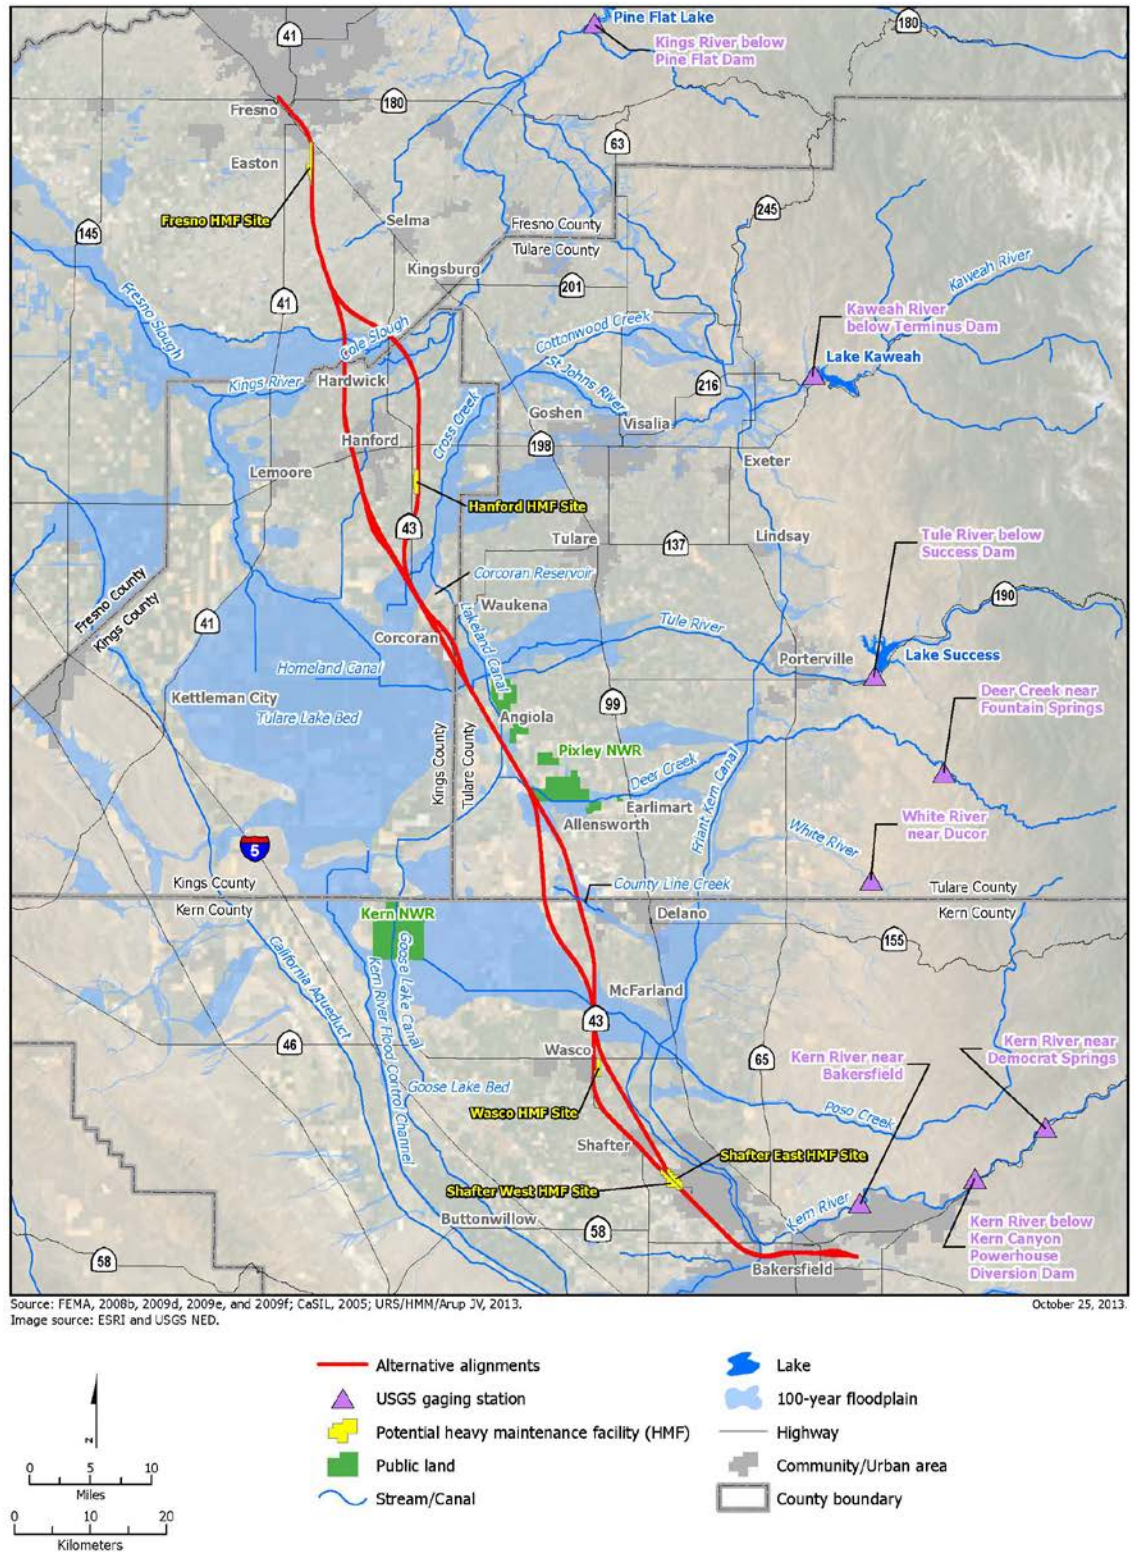 Pine Flat Lake
41
180
Kings River below
Pine Flat Dam
Fresno
180
63
Easton
Fresno HMF Site
Selma
245
145
Fresno County
Tulare County
Kingsburg
201
Kaweah River
41
Fresno Slough
Kaweah River
below Terminus Dam
Cottonwood Creek
Cole Slough
Lake Kaweah
St Johns River
Kings River
Hardwick
216
Cross Creek
Goshen
Visalia
Hanford
198
Lemoore
Exeter
Hanford HMF Site
43
Tulare
137
Lindsay
Tule River below
Success Dam
Corcoran Reservoir
190
Fresno County
Kings County
Waukena
41
Lakeland Canal
Tule River
Corcoran
Porterville
Lake Success
Homeland Canal
Kettleman City
Deer Creek near
Fountain Springs
99
Tulare Lake Bed
Angiola
Kings County
Tulare County
Pixley NWR
Deer Creek
Friant Kern Canal
Earlimart
Allensworth
White River
White River
near Ducor
5
Kings County
Kern County
County Line Creek
Tulare County
Kern County
Kern NWR
Delano
155
Goose Lake Canal
Kern River Flood Control Channel
California Aqueduct
McFarland
43
46
Wasco
65
Kern River near
Bakersfield
Kern River near
Democrat Springs
Goose Lake Bed
Wasco HMF Site
Poso Creek
Shafter
Shafter East HMF Site
Shafter West HMF Site
Buttonwillow
58
Kern River
Kern River below
Kern Canyon
Powerhouse
Diversion Dam
58
Bakersfield
Source: FEMA, 2008b, 2009d, 2009e, and 2009f; CaSIL, 2005; URS/HMM/Arup JV, 2013.
October 25, 2013.
Image source: ESRI and USGS NED.
Alternative alignments
Lake
USGS gaging station
100-year floodplain
Potential heavy maintenance facility (HMF)
Highway
Public land
Community/Urban area
Stream/Canal
County boundary
N
0 5 10
Miles
0 10 20
Kilometers